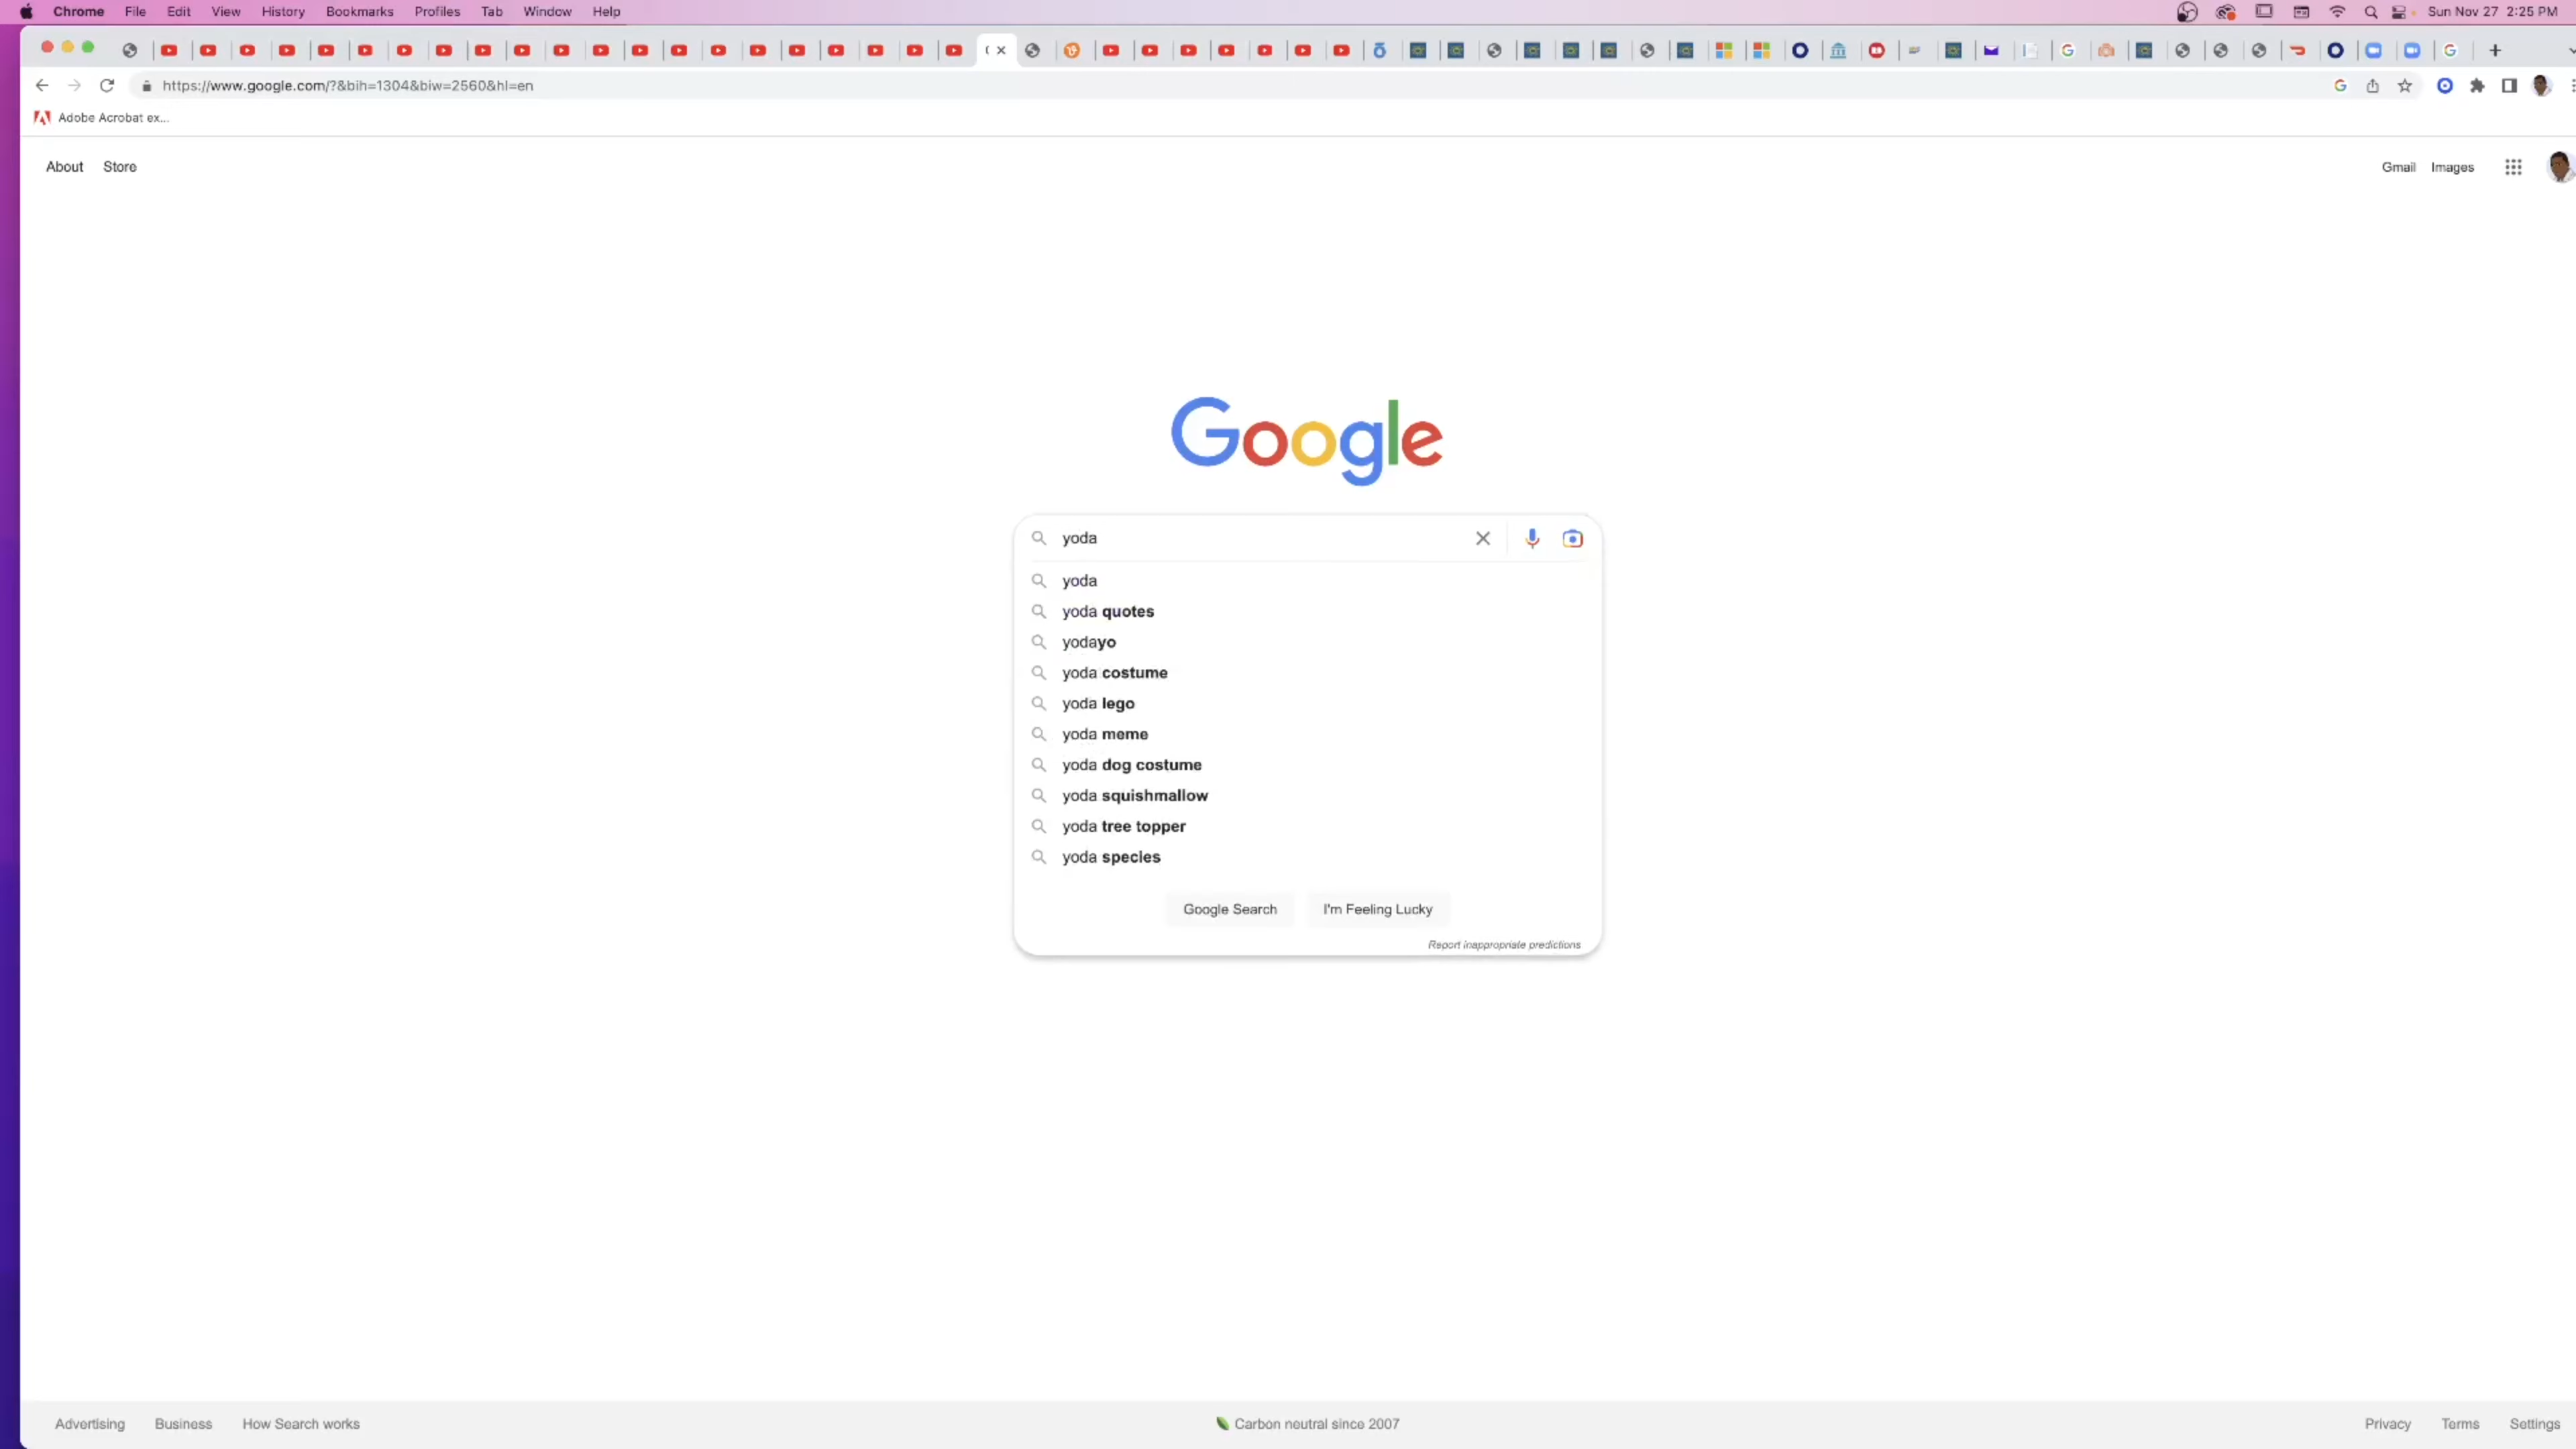 Chrome File Edit View History Bookmarks Profiles Tab Window Help Sun Nov 27 2:25 PM
https://www.google.com/?&bih=1304&biw=2560&hl=en
Adobe Acrobat ex...
About Store Gmail Images
Google
yoda
yoda
yoda quotes
yodayo
yoda costume
yoda lego
yoda meme
yoda dog costume
yoda squishmallow
yoda tree topper
yoda species
Google Search I'm Feeling Lucky
Report inappropriate predictions
Advertising Business How Search works Carbon neutral since 2007 Privacy Terms Settings